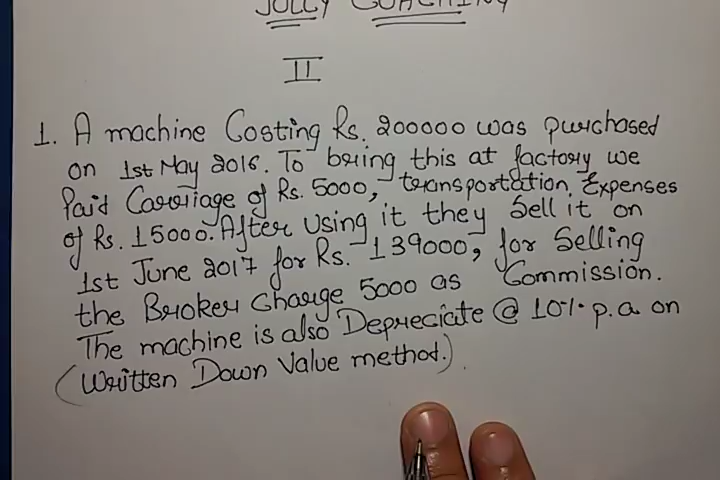 JOLLY COACHING
II
1. A machine Costing Rs. 200000 was purchased
on 1st May 2016. To bring this at factory we
Paid Carriage of Rs. 5000, transportation Expenses
of Rs. 15000. After using it they Sell it on
1st June 2017 for Rs. 139000, for Selling
the Broker charge 5000 as Commission.
The machine is also Depreciate @ 10% p.a on
(Written Down Value method.)